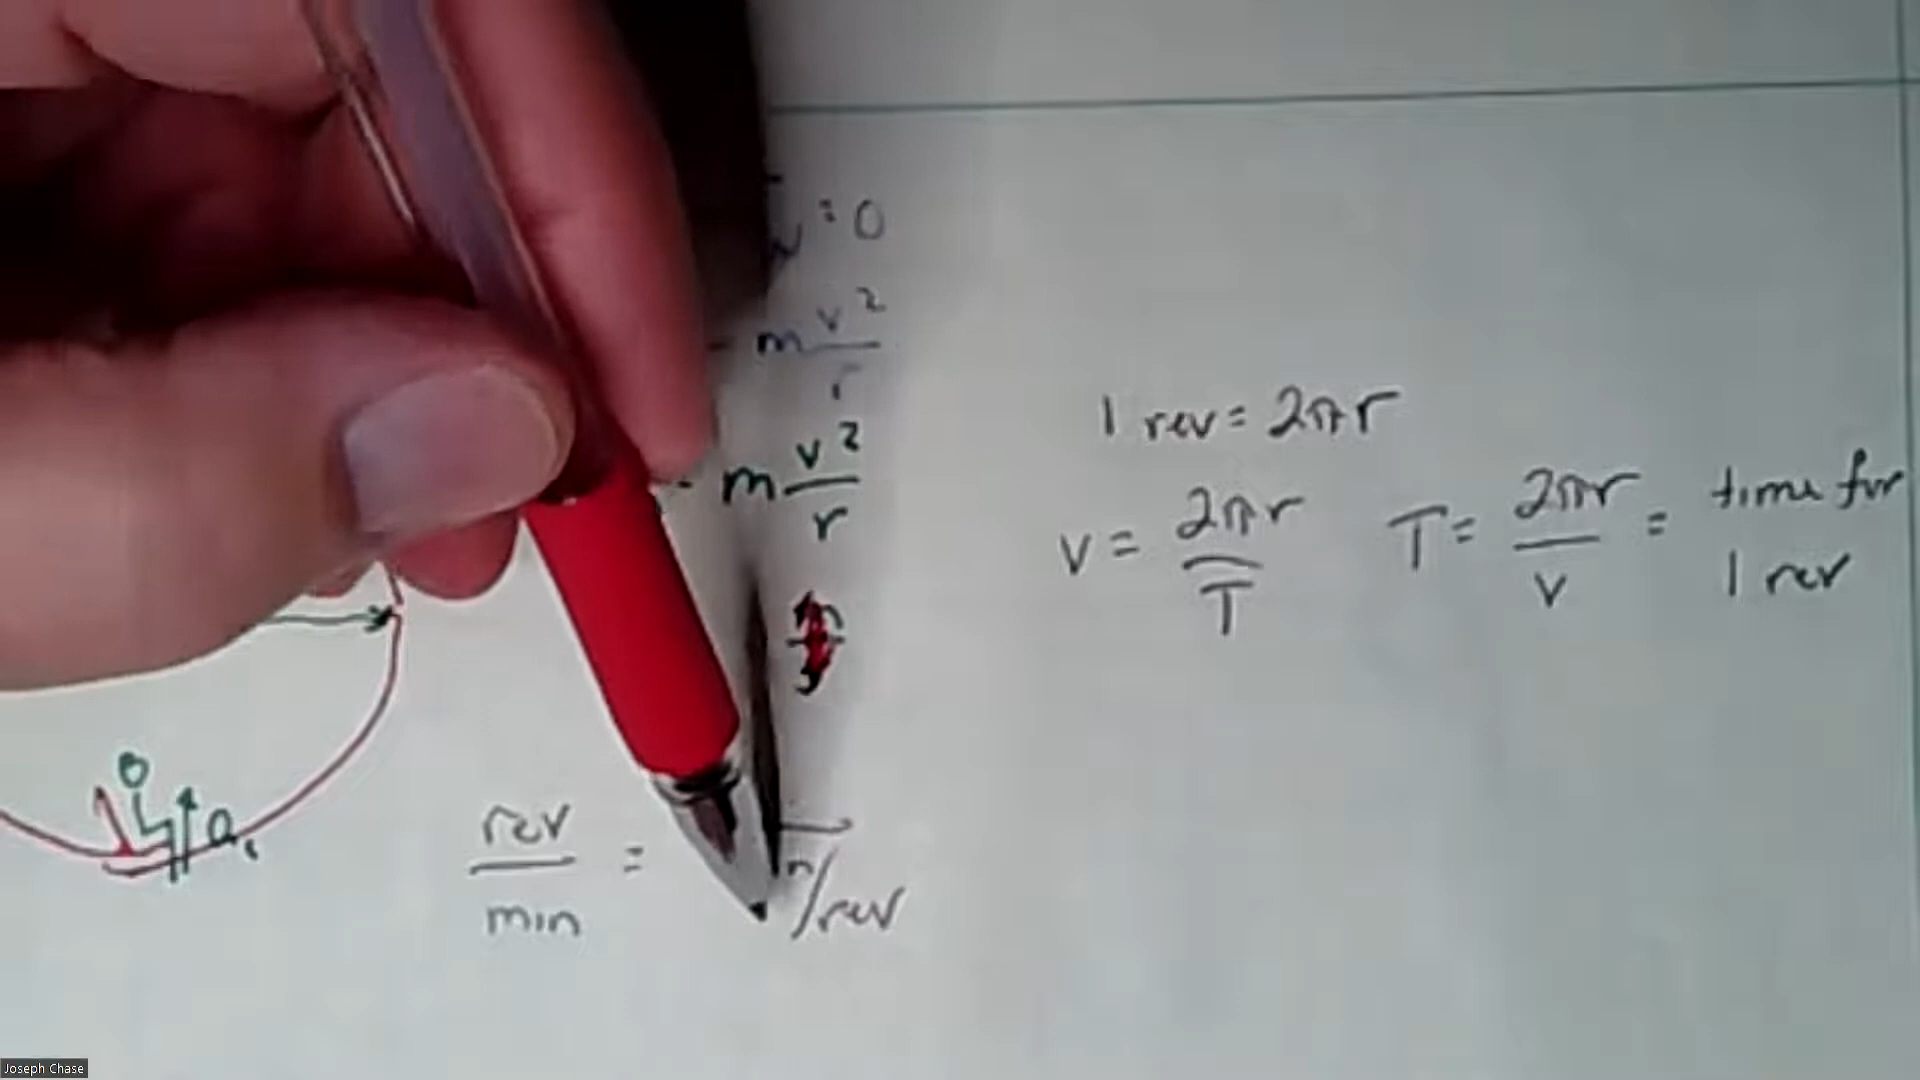 = 0
m v²
r
m v²
r
θ
a
rev
min =
/rev
1 rev = 2πr
v = 2πr
T
T = 2πr
v = time for
1 rev
Joseph Chase